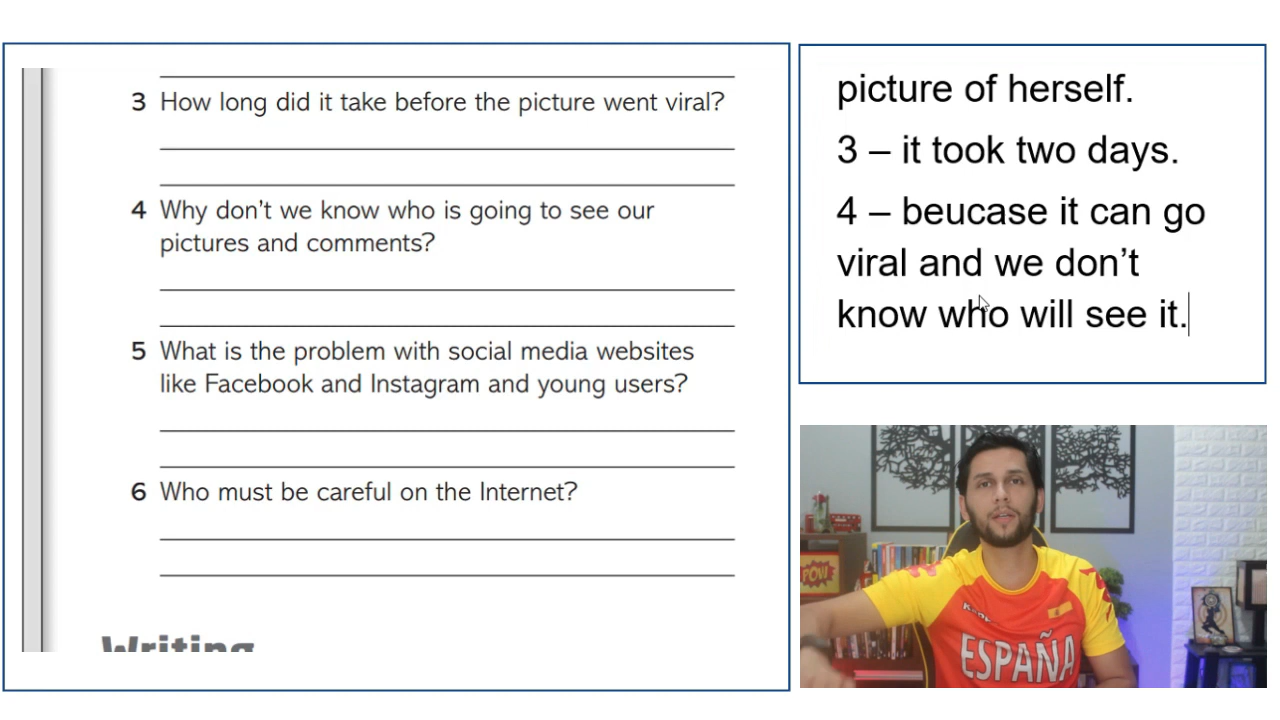 3 How long did it take before the picture went viral?
4 Why don't we know who is going to see our
pictures and comments?
5 What is the problem with social media websites
like Facebook and Instagram and young users?
6 Who must be careful on the Internet?
Writing
picture of herself.
3 – it took two days.
4 – beucase it can go
viral and we don't
know who will see it.
POW!
ESPAÑA